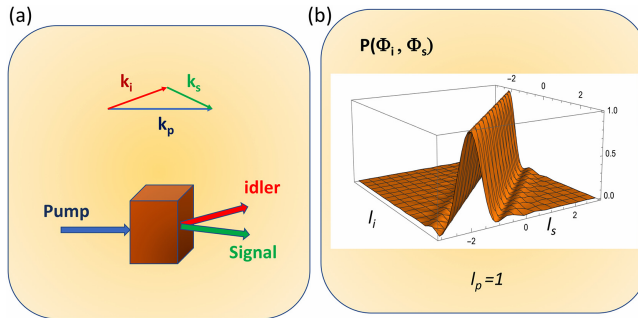 (a)
k_i
k_s
k_p
Pump
idler
Signal
(b)
P(Φ_i , Φ_s)
-2
0
2
1.0
0.5
0.0
l_i
-2
0
l_s
2
l_p=1